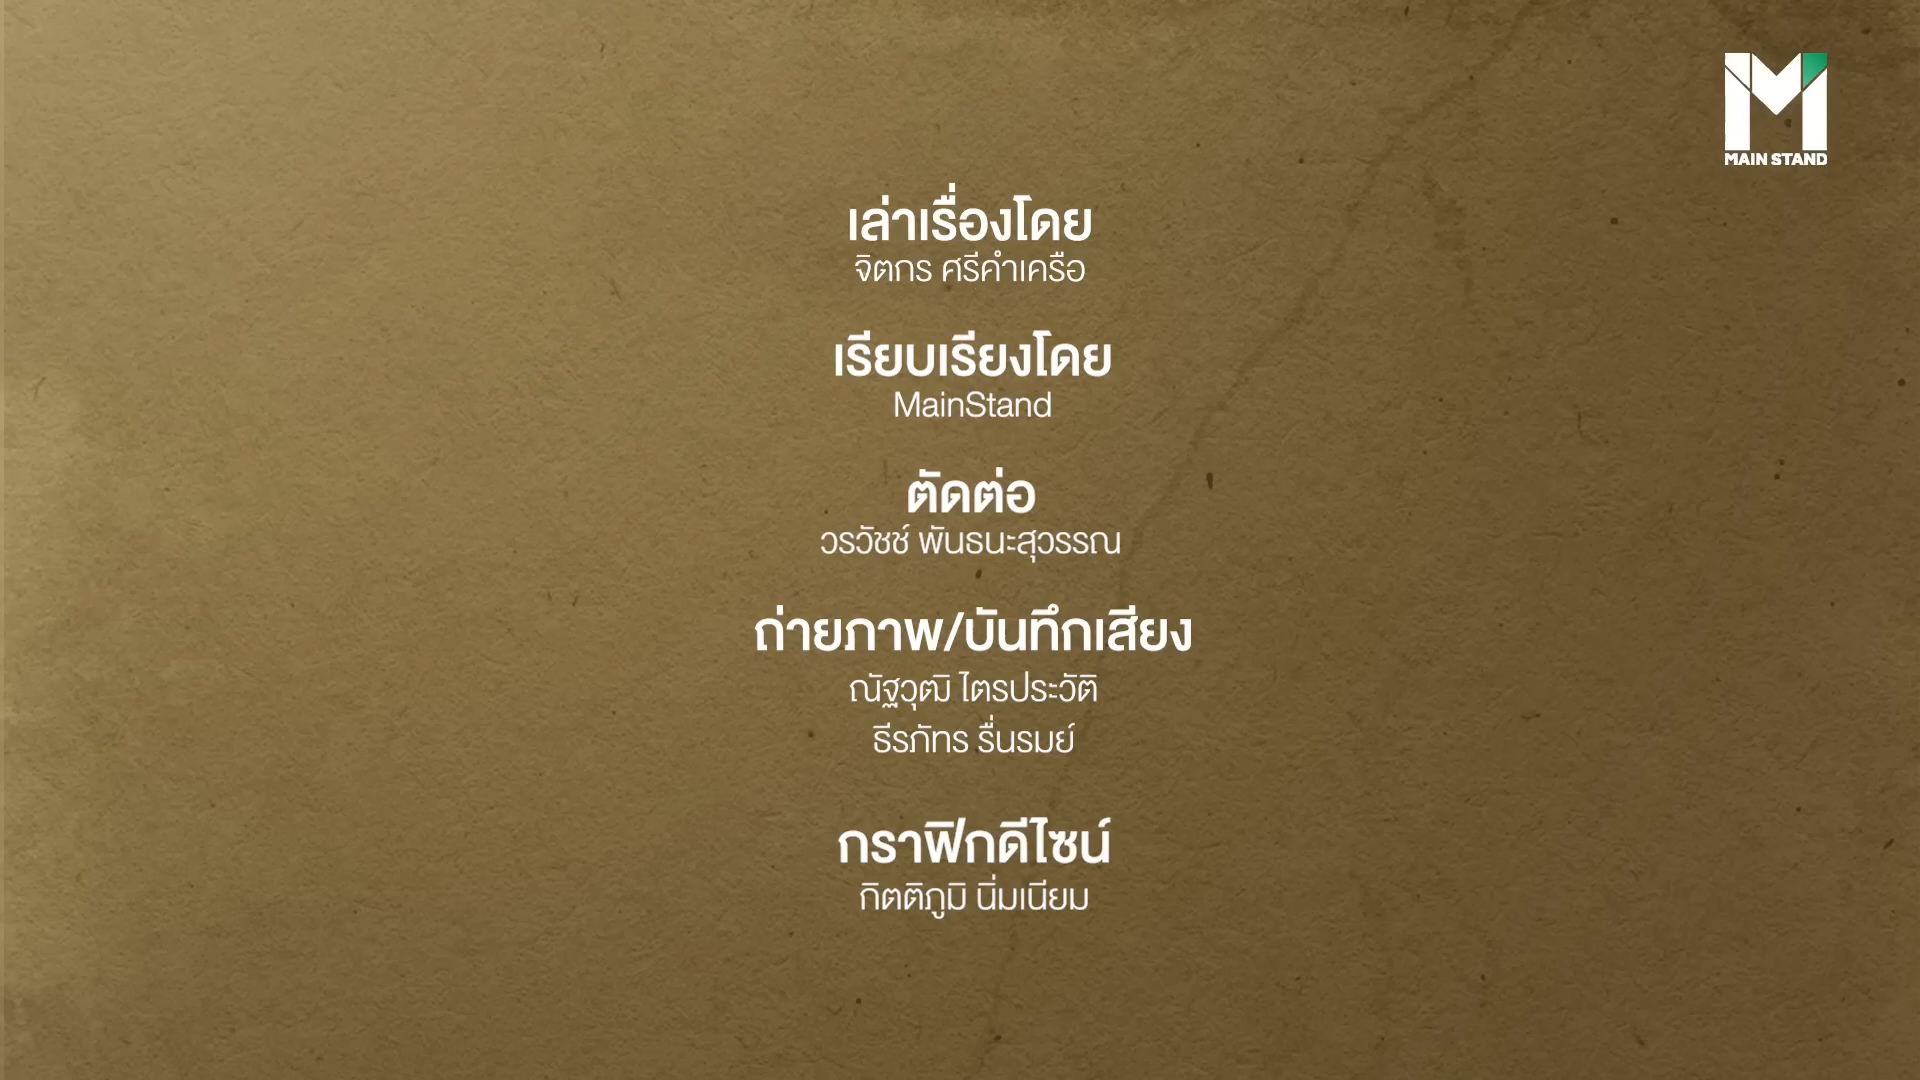 MAIN STAND
เล่าเรื่องโดย
จิตกร ศรีคำเครือ
เรียบเรียงโดย
MainStand
ตัดต่อ
วรวัชช์ พันธนะสุวรรณ
ถ่ายภาพ/บันทึกเสียง
ณัฐวุฒิ ไตรประวัติ
ธีรภัทร รื่นรมย์
กราฟิกดีไซน์
กิตติภูมิ นิ่มเนียม